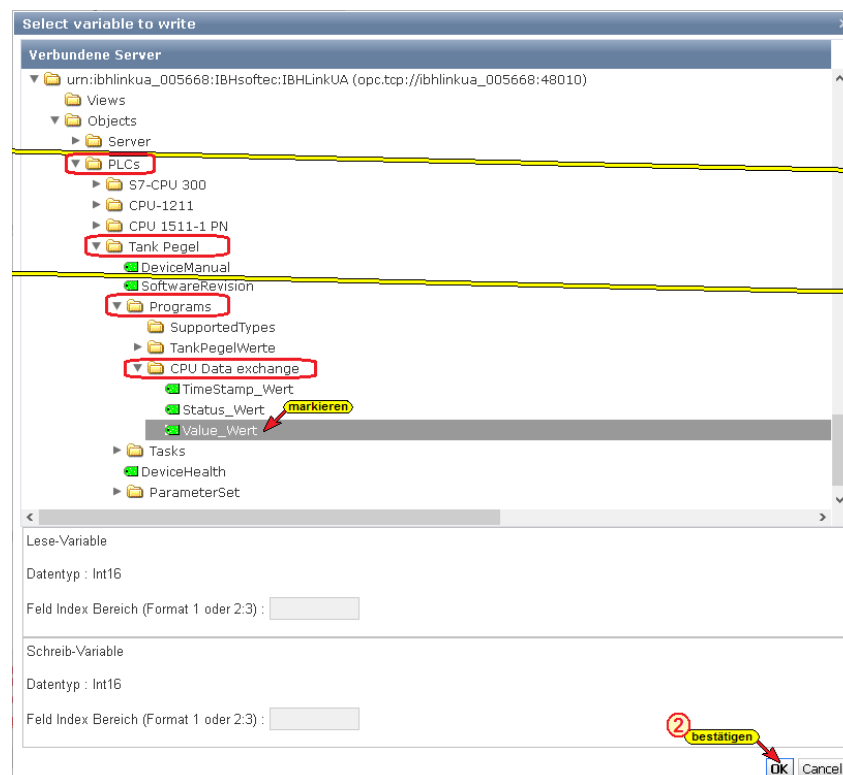 Select variable to write
Verbundene Server
urn:ibhlinkua_005668:IBHsoftec:IBHLinkUA (opc.tcp://ibhlinkua_005668:48010)
Views
Objects
Server
PLCs
S7-CPU 300
CPU-1211
CPU 1511-1 PN
Tank Pegel
DeviceManual
SoftwareRevision
Programs
SupportedTypes
TankPegelWerte
CPU Data exchange
TimeStamp_Wert
Status_Wert markieren
Value_Wert
Tasks
DeviceHealth
ParameterSet
Lese-Variable
Datentyp : Int16
Feld Index Bereich (Format 1 oder 2:3) :
Schreib-Variable
Datentyp : Int16
Feld Index Bereich (Format 1 oder 2:3) :
2
bestätigen
OK Cancel